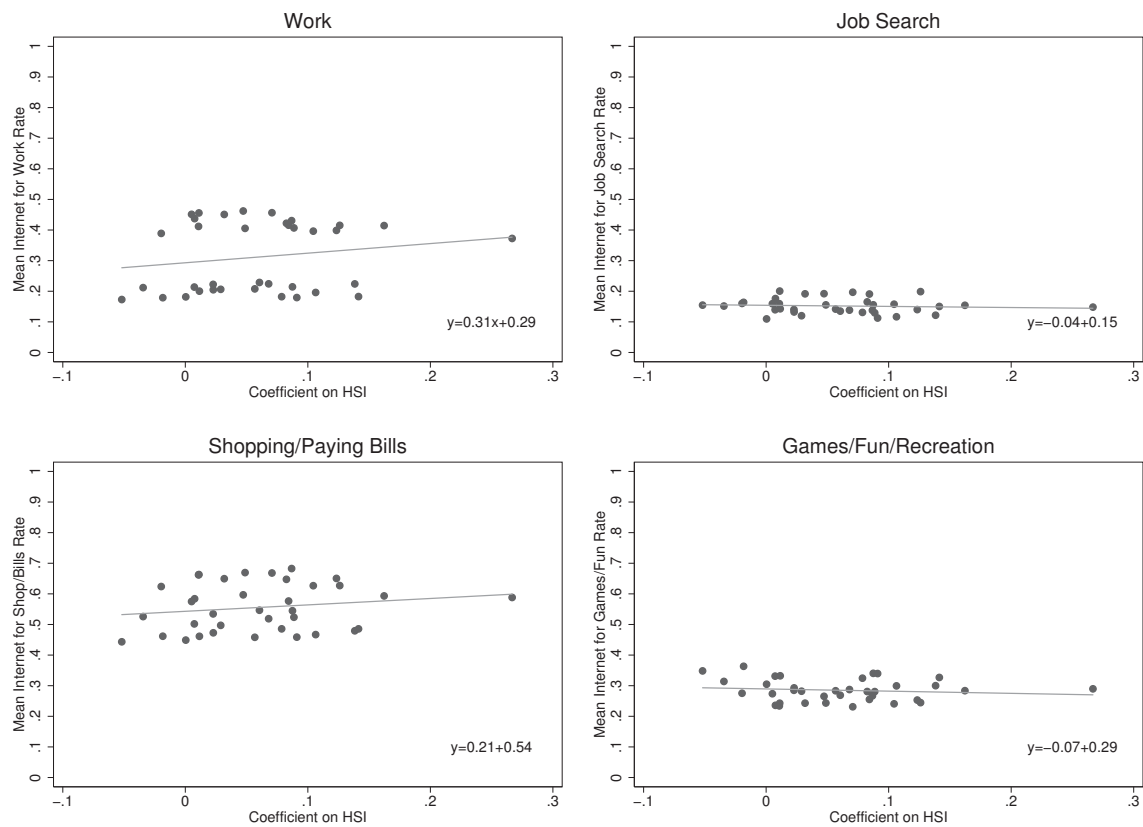 Work
Mean Internet for Work Rate
1
.9
.8
.7
.6
.5
.4
.3
.2
.1
0
y=0.31x+0.29
−.1 0 .1 .2 .3
Coefficient on HSI
Job Search
Mean Internet for Job Search Rate
1
.9
.8
.7
.6
.5
.4
.3
.2
.1
0
y=−0.04+0.15
−.1 0 .1 .2 .3
Coefficient on HSI
Shopping/Paying Bills
Mean Internet for Shop/Bills Rate
1
.9
.8
.7
.6
.5
.4
.3
.2
.1
0
y=0.21+0.54
−.1 0 .1 .2 .3
Coefficient on HSI
Games/Fun/Recreation
Mean Internet for Games/Fun Rate
1
.9
.8
.7
.6
.5
.4
.3
.2
.1
0
y=−0.07+0.29
−.1 0 .1 .2 .3
Coefficient on HSI